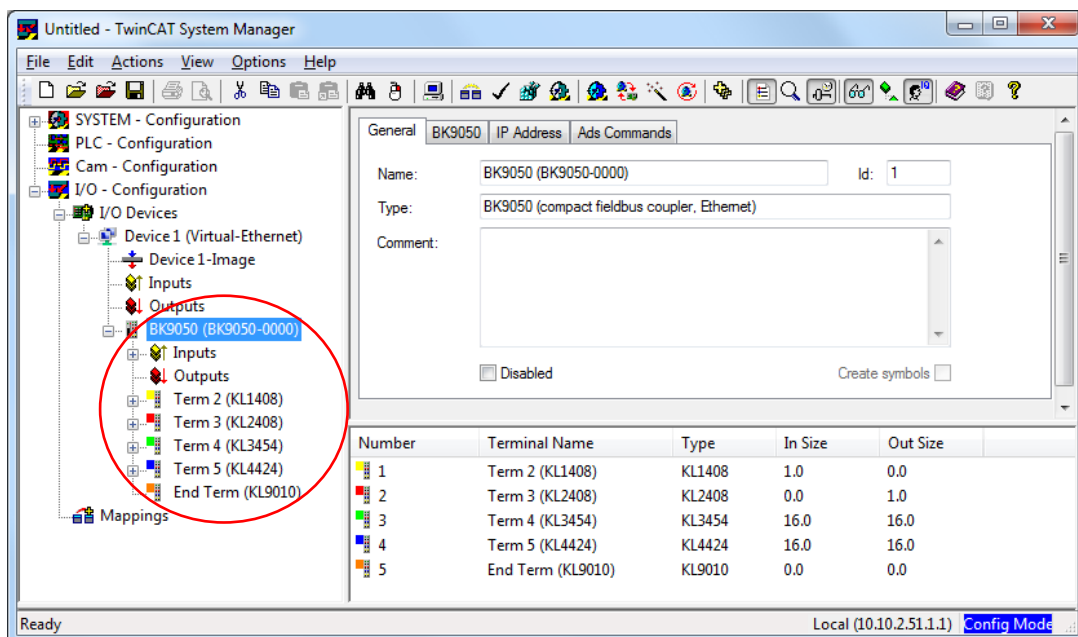 Untitled - TwinCAT System Manager
File Edit Actions View Options Help
SYSTEM - Configuration
PLC - Configuration
Cam - Configuration
I/O - Configuration
I/O Devices
Device 1 (Virtual-Ethernet)
Device 1-Image
Inputs
Outputs
BK9050 (BK9050-0000)
Inputs
Outputs
Term 2 (KL1408)
Term 3 (KL2408)
Term 4 (KL3454)
Term 5 (KL4424)
End Term (KL9010)
Mappings
General BK9050 IP Address Ads Commands
Name: BK9050 (BK9050-0000) Id: 1
Type: BK9050 (compact fieldbus coupler, Ethernet)
Comment:
Disabled Create symbols
Number Terminal Name Type In Size Out Size
1 Term 2 (KL1408) KL1408 1.0 0.0
2 Term 3 (KL2408) KL2408 0.0 1.0
3 Term 4 (KL3454) KL3454 16.0 16.0
4 Term 5 (KL4424) KL4424 16.0 16.0
5 End Term (KL9010) KL9010 0.0 0.0
Ready Local (10.10.2.51.1.1) Config Mode